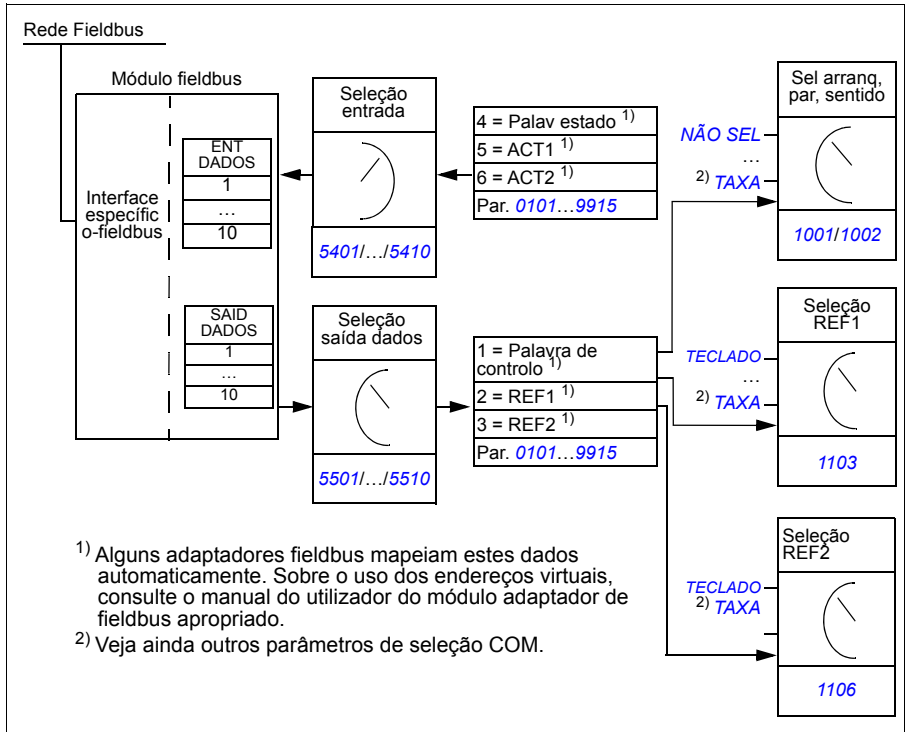 Rede Fieldbus
Módulo fieldbus
Interface
específic
o-fieldbus
ENT
DADOS
1
…
10
SAID
DADOS
1
…
10
Seleção
entrada
5401/…/5410
4 = Palav estado 1)
5 = ACT1 1)
6 = ACT2 1)
Par. 0101…9915
Seleção
saída dados
5501/…/5510
1 = Palavra de
controlo 1)
2 = REF1 1)
3 = REF2 1)
Par. 0101…9915
Sel arranq,
par, sentido
NÃO SEL
…
2) TAXA
1001/1002
Seleção
REF1
TECLADO
…
2) TAXA
1103
Seleção
REF2
TECLADO
2) TAXA
1106
1) Alguns adaptadores fieldbus mapeiam estes dados
automaticamente. Sobre o uso dos endereços virtuais,
consulte o manual do utilizador do módulo adaptador de
fieldbus apropriado.
2) Veja ainda outros parâmetros de seleção COM.